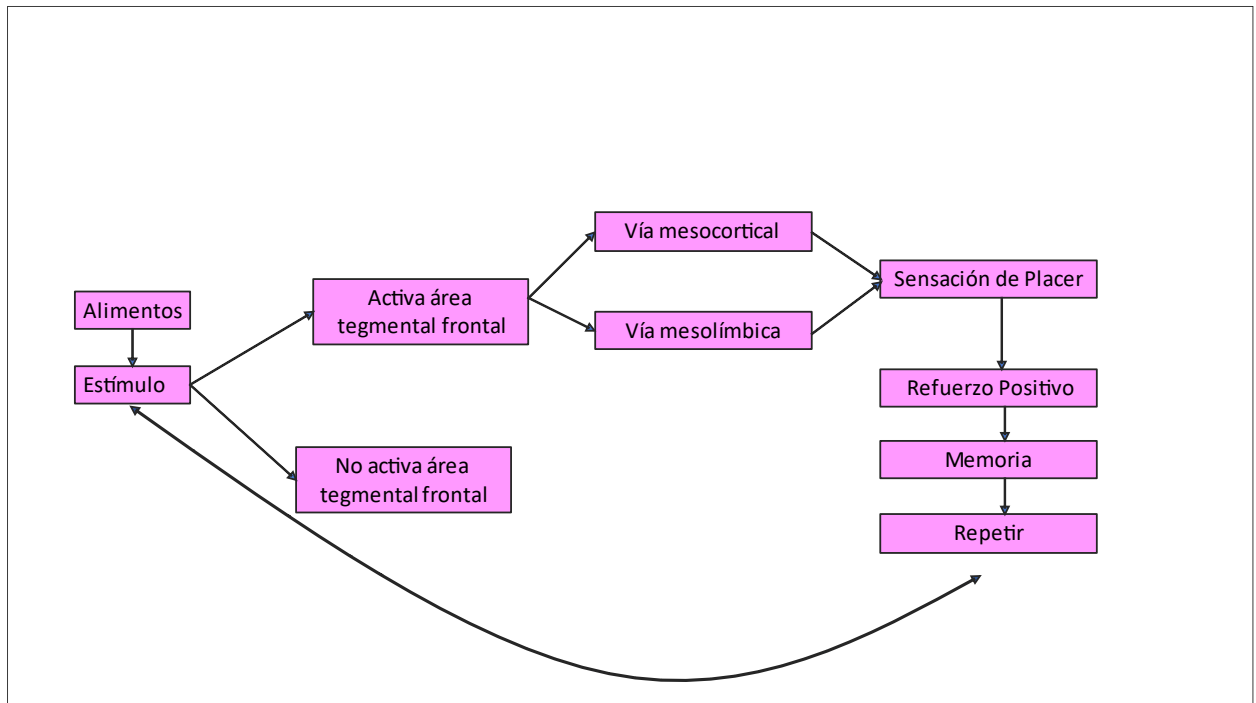 Alimentos
Estímulo
Activa área
tegmental frontal
No activa área
tegmental frontal
Vía mesocortical
Vía mesolímbica
Sensación de Placer
Refuerzo Positivo
Memoria
Repetir